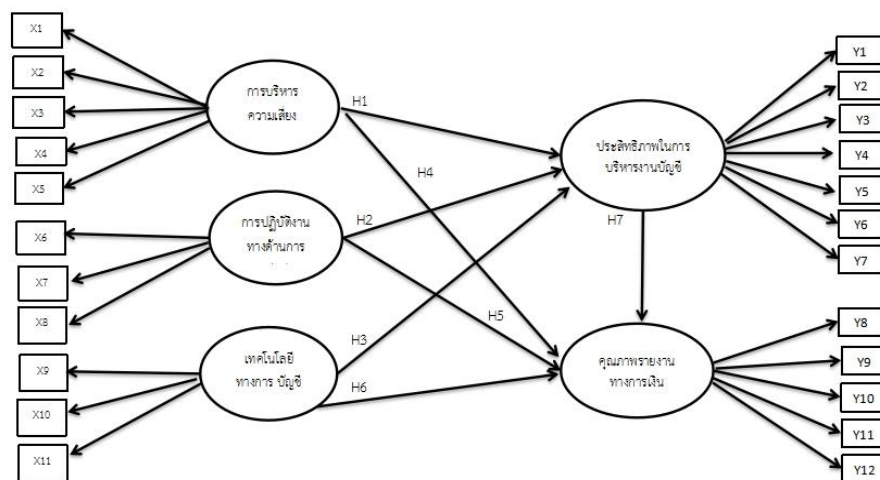 X1
X2
X3
X4
X5
X6
X7
X8
X9
X10
X11
การบริหาร
ความเสี่ยง
การปฏิบัติงาน
ทางด้านการ
เทคโนโลยี
ทางการ บัญชี
H1
H4
H2
H5
H3
H6
H7
ประสิทธิภาพในการ
บริหารงานบัญชี
คุณภาพรายงาน
ทางการเงิน
Y1
Y2
Y3
Y4
Y5
Y6
Y7
Y8
Y9
Y10
Y11
Y12